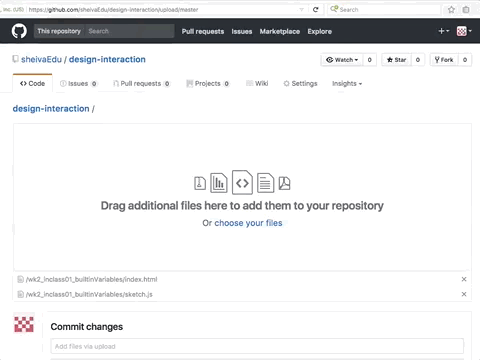 Inc. (US) https://github.com/sheivaEdu/design-interaction/upload/master Search
This repository Search Pull requests Issues Marketplace Explore
sheivaEdu / design-interaction Watch 0 Star 0 Fork 0
Code Issues 0 Pull requests 0 Projects 0 Wiki Settings Insights
design-interaction /
Drag additional files here to add them to your repository
Or choose your files
/wk2_inclass01_builtinVariables/index.html
/wk2_inclass01_builtinVariables/sketch.js
Commit changes
Add files via upload